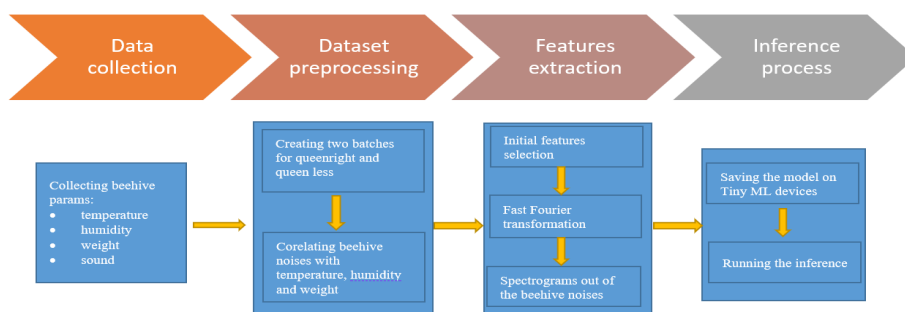 Data
collection
Dataset
preprocessing
Features
extraction
Inference
process
Collecting beehive
params:
• temperature
• humidity
• weight
• sound
Creating two batches
for queenright and
queen less
Corelating beehive
noises with
temperature, humidity
and weight
Initial features
selection
Fast Fourier
transformation
Spectrograms out of
the beehive noises
Saving the model on
Tiny ML devices
Running the inference